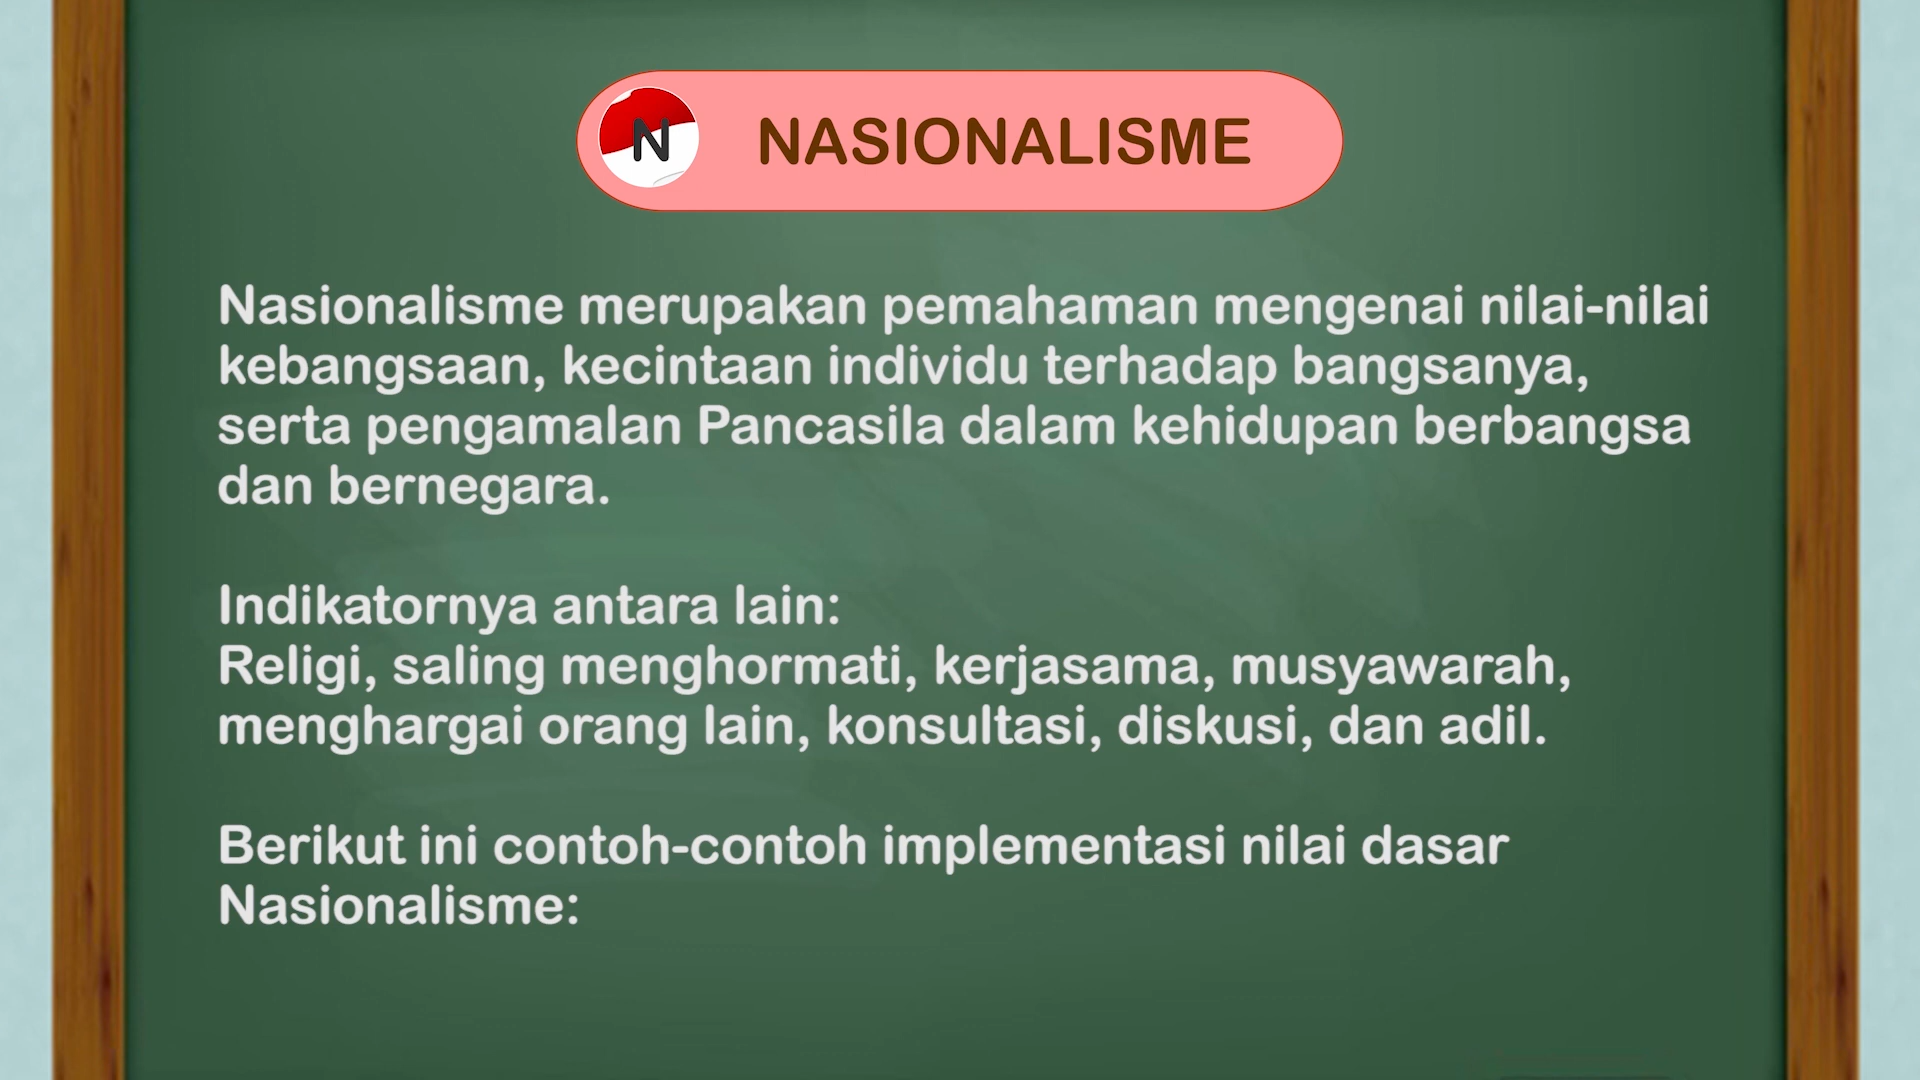 N NASIONALISME
Nasionalisme merupakan pemahaman mengenai nilai-nilai
kebangsaan, kecintaan individu terhadap bangsanya,
serta pengamalan Pancasila dalam kehidupan berbangsa
dan bernegara.
Indikatornya antara lain:
Religi, saling menghormati, kerjasama, musyawarah,
menghargai orang lain, konsultasi, diskusi, dan adil.
Berikut ini contoh-contoh implementasi nilai dasar
Nasionalisme: